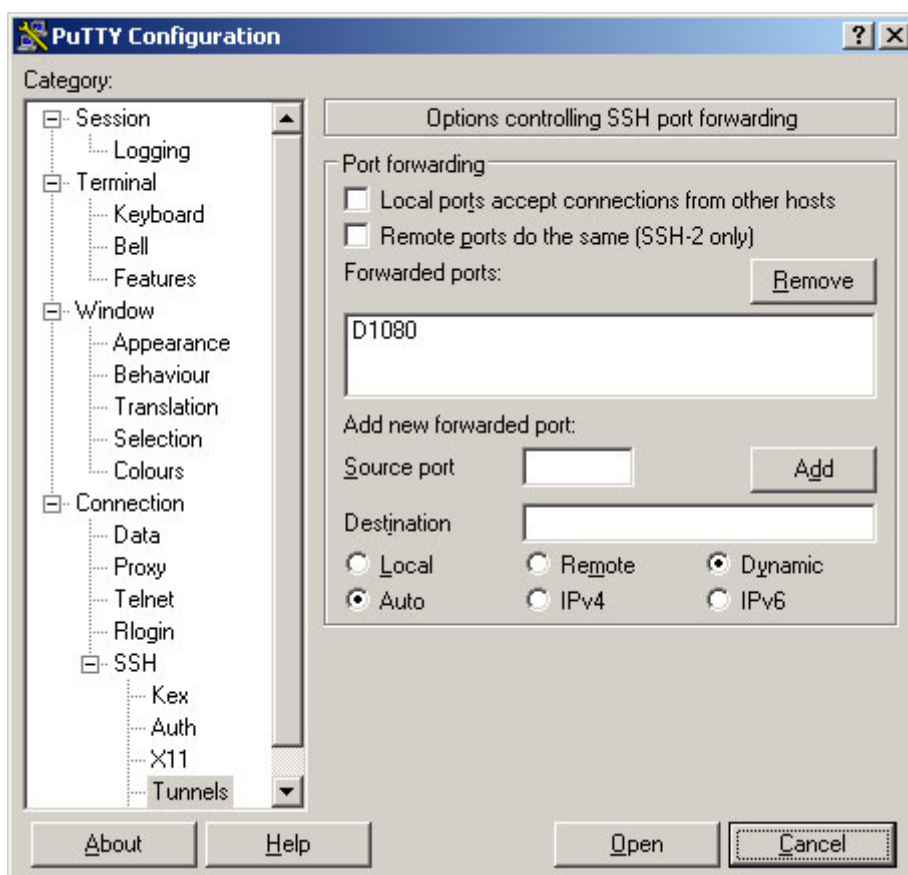 PuTTY Configuration
Category:
Session
Logging
Terminal
Keyboard
Bell
Features
Window
Appearance
Behaviour
Translation
Selection
Colours
Connection
Data
Proxy
Telnet
Rlogin
SSH
Kex
Auth
X11
Tunnels
Options controlling SSH port forwarding
Port forwarding
Local ports accept connections from other hosts
Remote ports do the same (SSH-2 only)
Forwarded ports: Remove
D1080
Add new forwarded port:
Source port Add
Destination
Local Remote Dynamic
Auto IPv4 IPv6
About Help Open Cancel